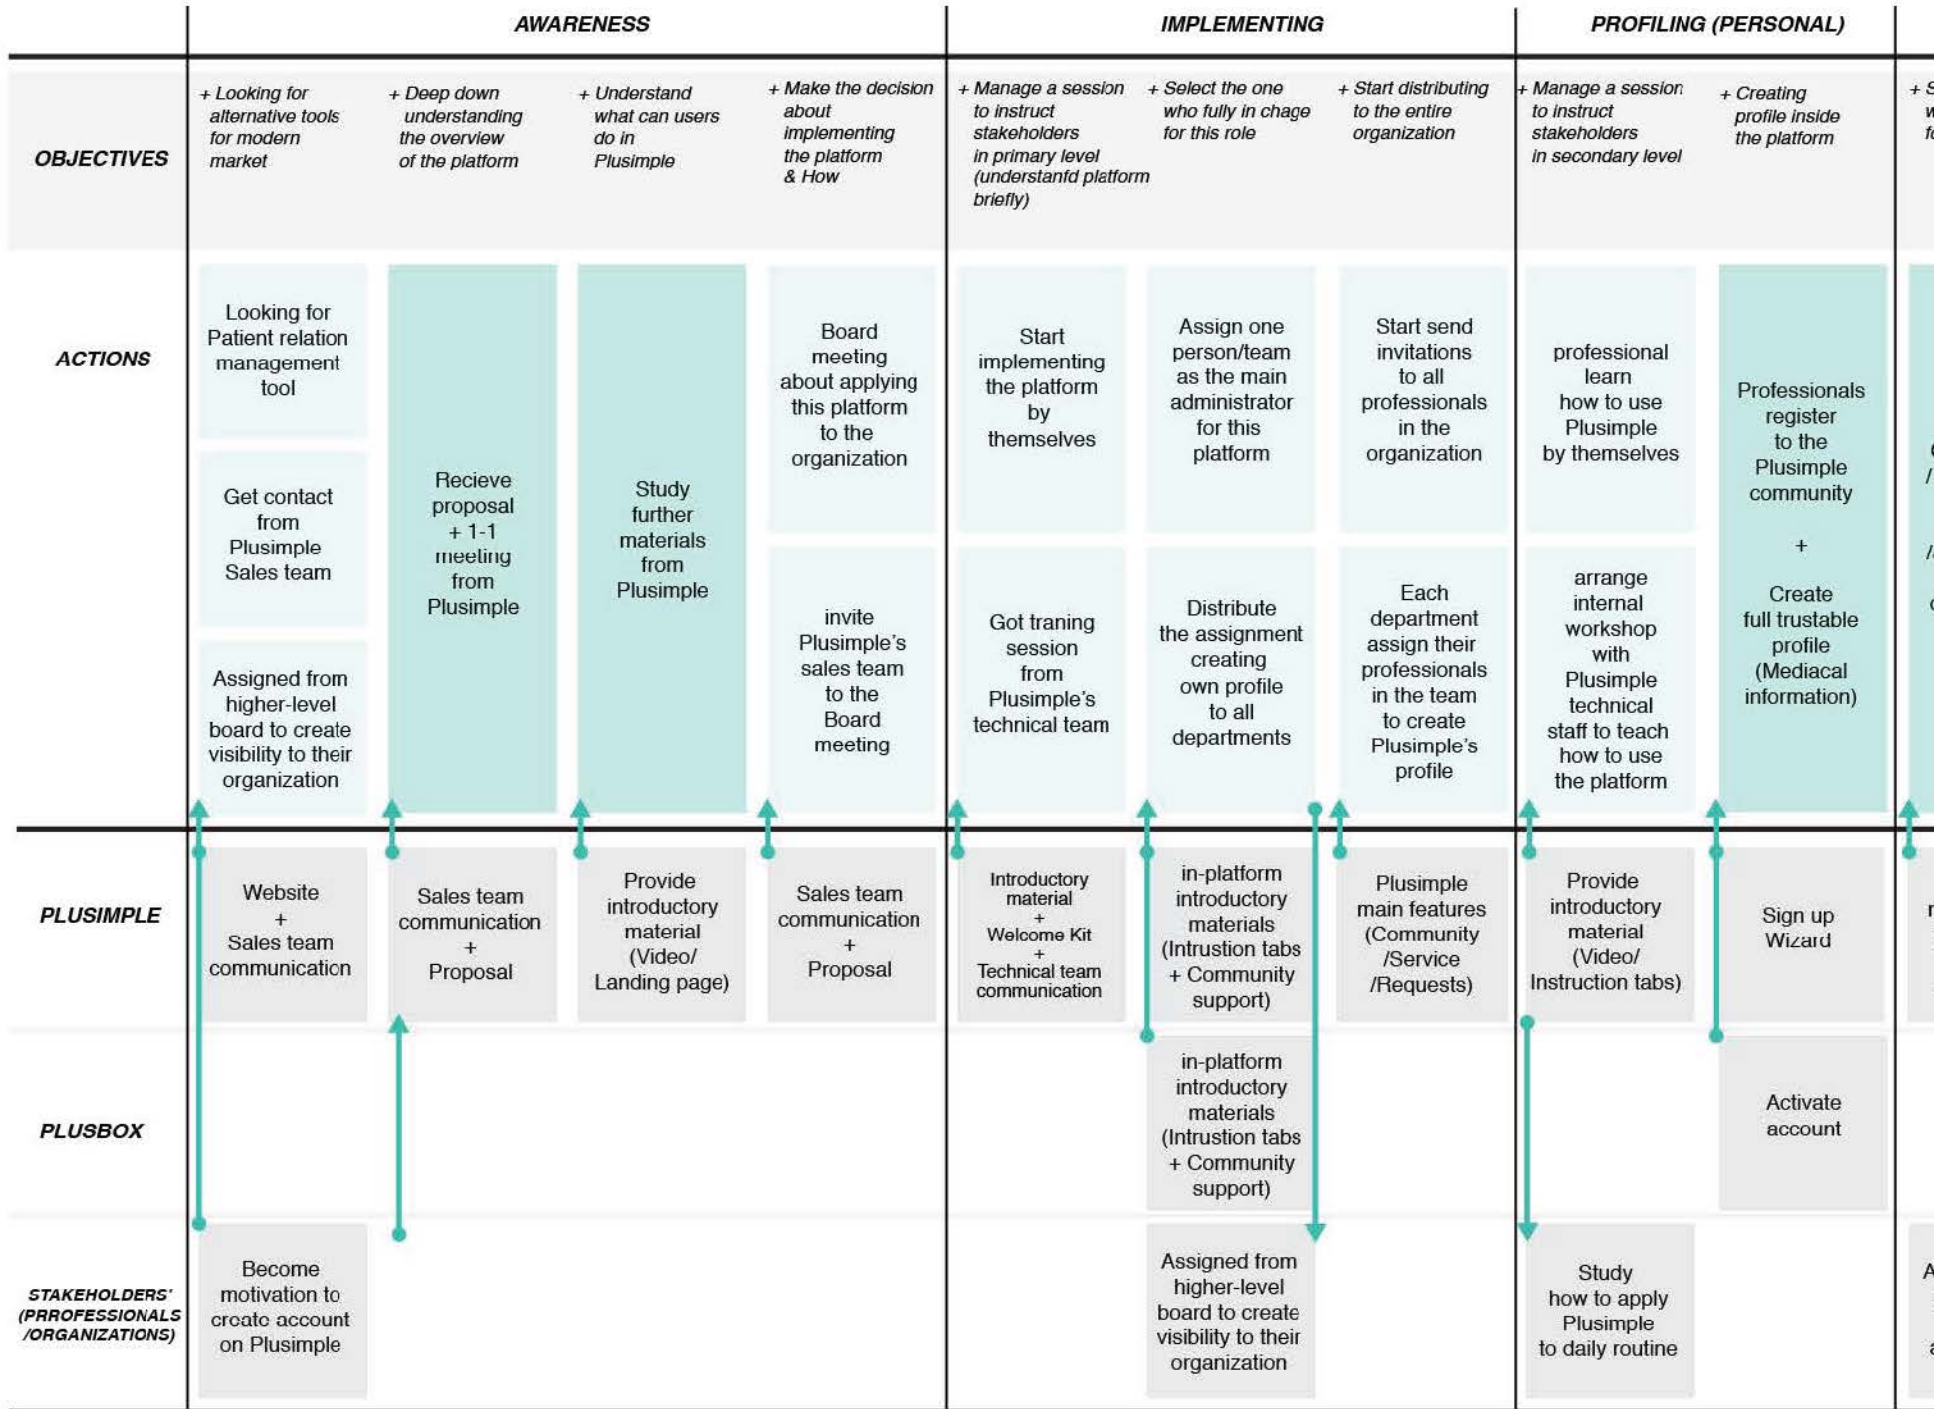 AWARENESS
IMPLEMENTING
PROFILING (PERSONAL)
OBJECTIVES
+ Looking for
alternative tools
for modern
market
+ Deep down
understanding
the overview
of the platform
+ Understand
what can users
do in
Plusimple
+ Make the decision
about
implementing
the platform
& How
+ Manage a session
to instruct
stakeholders
in primary level
(understanfd platform
briefly)
+ Select the one
who fully in chage
for this role
+ Start distributing
to the entire
organization
+ Manage a session
to instruct
stakeholders
in secondary level
+ Creating
profile inside
the platform
ACTIONS
Looking for
Patient relation
management
tool
Get contact
from
Plusimple
Sales team
Assigned from
higher-level
board to create
visibility to their
organization
Recieve
proposal
+ 1-1
meeting
from
Plusimple
Study
further
materials
from
Plusimple
Board
meeting
about applying
this platform
to the
organization
invite
Plusimple's
sales team
to the
Board
meeting
Start
implementing
the platform
by
themselves
Got traning
session
from
Plusimple's
technical team
Assign one
person/team
as the main
administrator
for this
platform
Distribute
the assignment
creating
own profile
to all
departments
Start send
invitations
to all
professionals
in the
organization
Each
department
assign their
professionals
in the team
to create
Plusimple's
profile
professional
learn
how to use
Plusimple
by themselves
arrange
internal
workshop
with
Plusimple
technical
staff to teach
how to use
the platform
Professionals
register
to the
Plusimple
community
+
Create
full trustable
profile
(Mediacal
information)
PLUSIMPLE
Website
+
Sales team
communication
Sales team
communication
+
Proposal
Provide
introductory
material
(Video/
Landing page)
Sales team
communication
+
Proposal
Introductory
material
+
Welcome Kit
+
Technical team
communication
in-platform
introductory
materials
(Intrustion tabs
+ Community
support)
Plusimple
main features
(Community
/Service
/Requests)
Provide
introductory
material
(Video/
Instruction tabs)
Sign up
Wizard
PLUSBOX
in-platform
introductory
materials
(Intrustion tabs
+ Community
support)
Activate
account
STAKEHOLDERS'
(PRROFESSIONALS
/ORGANIZATIONS)
Become
motivation to
create account
on Plusimple
Assigned from
higher-level
board to create
visibility to their
organization
Study
how to apply
Plusimple
to daily routine